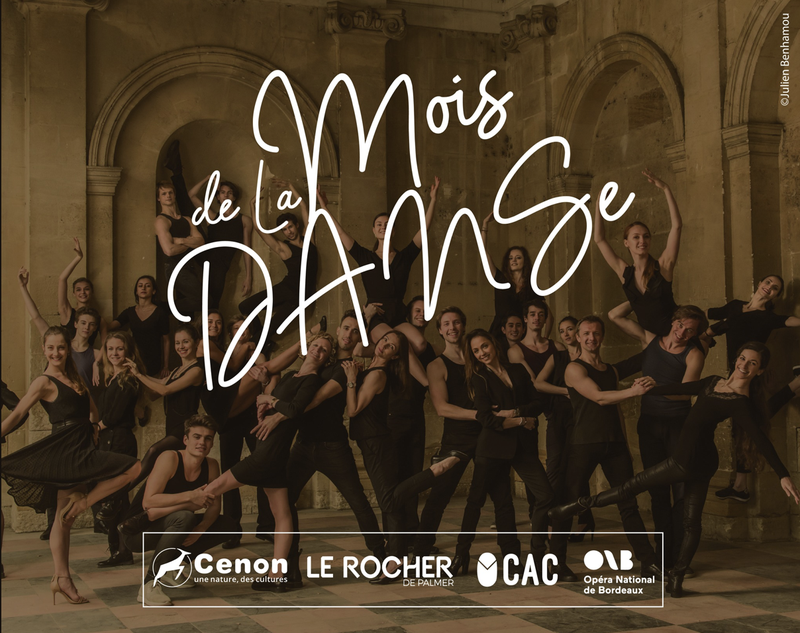 ©Julien Benhamou
Mois
de la
DANSe
Cenon
une nature, des cultures
LE ROCHER
DE PALMER
CAC
ONB
Opéra National
de Bordeaux